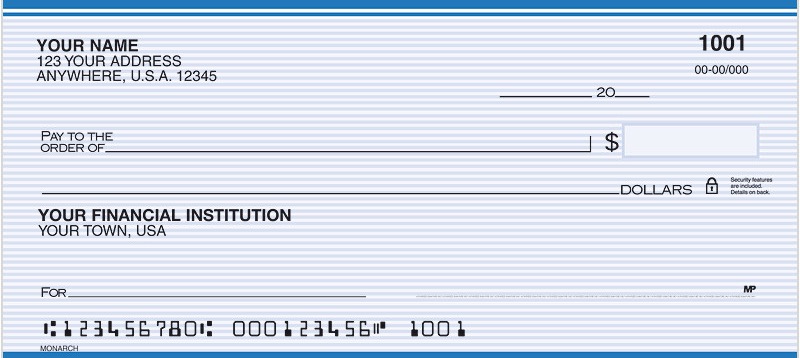 YOUR NAME 1001
123 YOUR ADDRESS
ANYWHERE, U.S.A. 12345 00-00/000
20
PAY TO THE
ORDER OF $
DOLLARS
Security features
are included.
Details on back.
YOUR FINANCIAL INSTITUTION
YOUR TOWN, USA
FOR MP
⑆123456780⑆ 000123456⑈ 1001
MONARCH